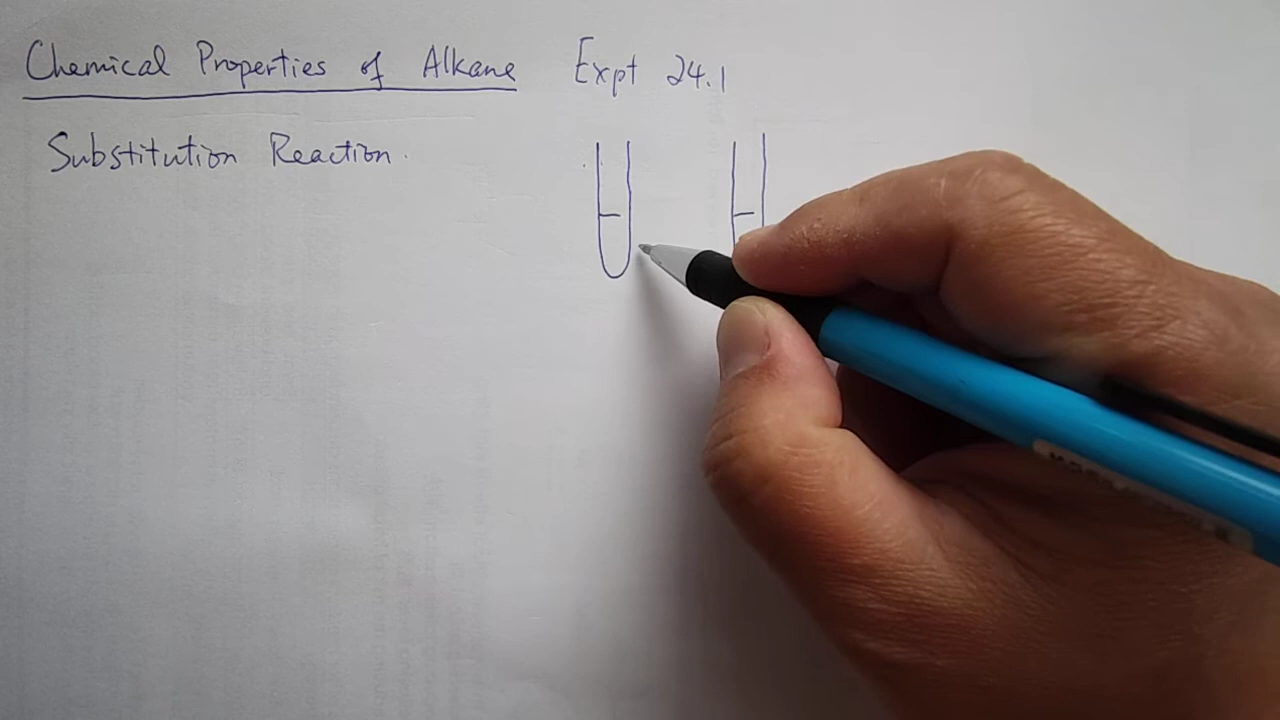 Chemical Properties of Alkane Expt 24.1
Substitution Reaction.